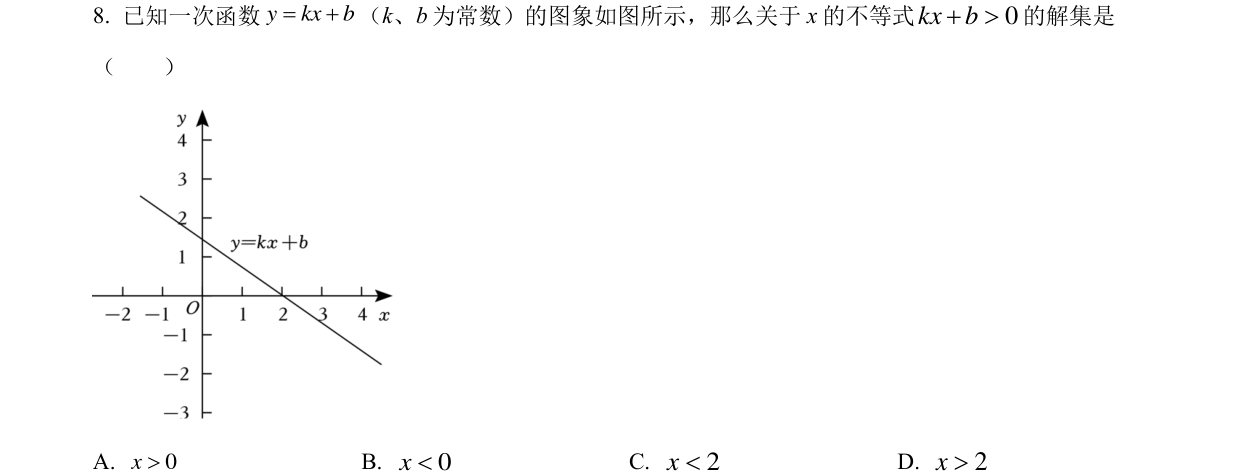 8. 已知一次函数 y = kx + b（k、b 为常数）的图象如图所示，那么关于 x 的不等式 kx + b > 0 的解集是
（ ）
y
4
3
2
y=kx+b
1
−2 −1 O 1 2 3 4 x
−1
−2
−3
A. x > 0 B. x < 0 C. x < 2 D. x > 2